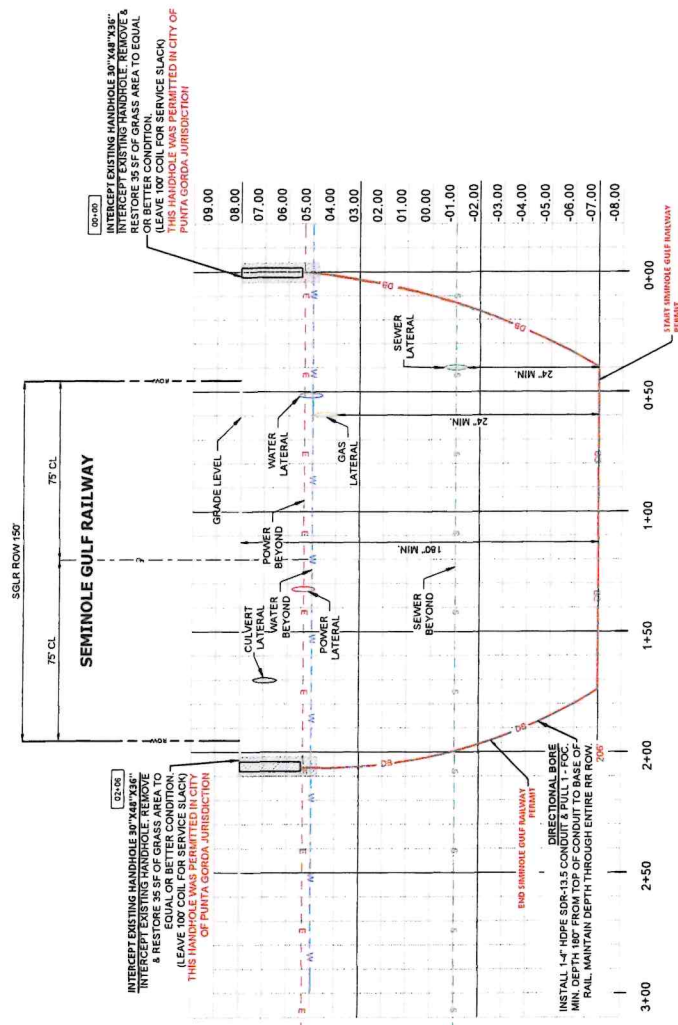 SGLR ROW 150'
75' CL
75' CL
SEMINOLE GULF RAILWAY
ROW
ROW
02+06
INTERCEPT EXISTING HANDHOLE 30"X48"X36"
INTERCEPT EXISTING HANDHOLE. REMOVE
& RESTORE 35 SF OF GRASS AREA TO
EQUAL OR BETTER CONDITION.
(LEAVE 100' COIL FOR SERVICE SLACK)
THIS HANDHOLE WAS PERMITTED IN CITY
OF PUNTA GORDA JURISDICTION
00+00
INTERCEPT EXISTING HANDHOLE 30"X48"X36"
INTERCEPT EXISTING HANDHOLE. REMOVE &
RESTORE 35 SF OF GRASS AREA TO EQUAL
OR BETTER CONDITION.
(LEAVE 100' COIL FOR SERVICE SLACK)
THIS HANDHOLE WAS PERMITTED IN CITY OF
PUNTA GORDA JURISDICTION
CULVERT
LATERAL
WATER
BEYOND
POWER
LATERAL
POWER
BEYOND
GRADE LEVEL
WATER
LATERAL
GAS
LATERAL
SEWER
LATERAL
SEWER
BEYOND
180" MIN.
24" MIN.
24" MIN.
E E E E E E
W W W W W W
S S S S S S
DB DB DB DB DB DB
206'
END SIMINOLE GULF RAILWAY
PERMIT
START SIMINOLE GULF RAILWAY
PERMIT
DIRECTIONAL BORE
INSTALL 1-4" HDPE SDR-13.5 CONDUIT & PULL 1 - FOC.
MIN. DEPTH 180" FROM TOP OF CONDUIT TO BASE OF
RAIL. MAINTAIN DEPTH THROUGH ENTIRE RR ROW.
09.00
08.00
07.00
06.00
05.00
04.00
03.00
02.00
01.00
00.00
-01.00
-02.00
-03.00
-04.00
-05.00
-06.00
-07.00
-08.00
3+00
2+50
2+00
1+50
1+00
0+50
0+00